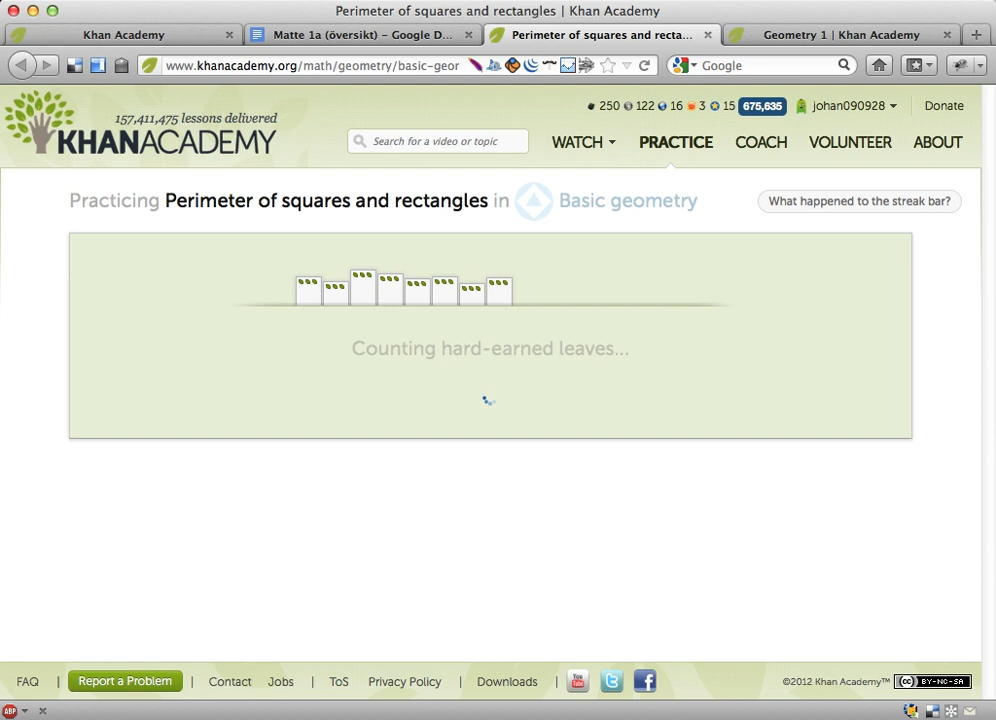 Perimeter of squares and rectangles | Khan Academy
Khan Academy
Matte 1a (översikt) – Google D...
Perimeter of squares and recta...
Geometry 1 | Khan Academy
www.khanacademy.org/math/geometry/basic-geor
Google
157,411,475 lessons delivered
KHANACADEMY
250 122 16 3 15 675,635 johan090928 Donate
Search for a video or topic
WATCH PRACTICE COACH VOLUNTEER ABOUT
Practicing Perimeter of squares and rectangles in Basic geometry
What happened to the streak bar?
Counting hard-earned leaves...
FAQ | Report a Problem | Contact Jobs | ToS Privacy Policy | Downloads |
You Tube
©2012 Khan Academy™
cc BY-NC-SA
ABP